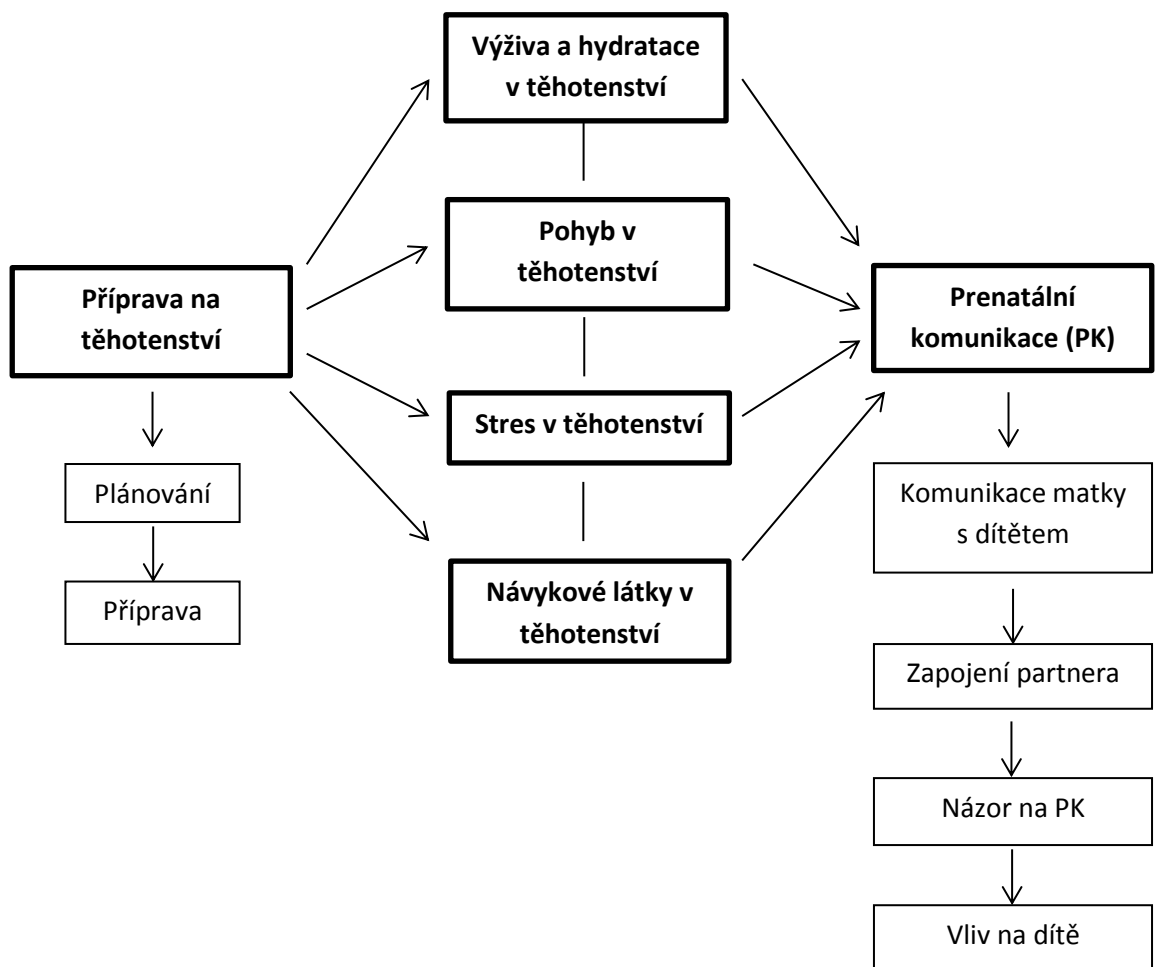 Výživa a hydratace
v těhotenství
Pohyb v
těhotenství
Příprava na
těhotenství
Prenatální
komunikace (PK)
Stres v těhotenství
Plánování
Komunikace matky
s dítětem
Příprava
Návykové látky v
těhotenství
Zapojení partnera
Názor na PK
Vliv na dítě